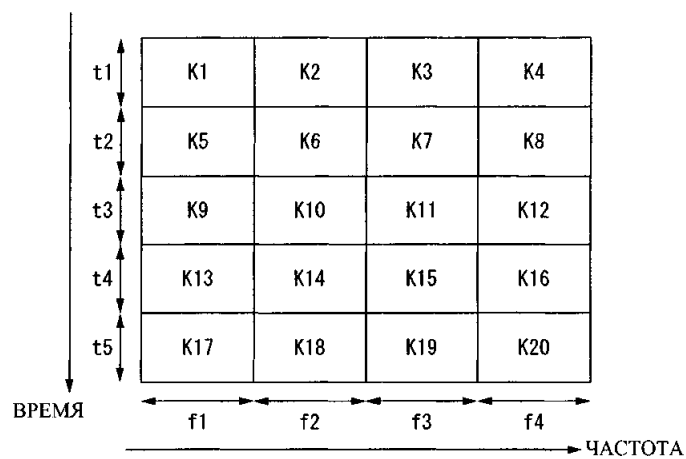 t1 K1 K2 K3 K4
t2 K5 K6 K7 K8
t3 K9 K10 K11 K12
t4 K13 K14 K15 K16
t5 K17 K18 K19 K20
ВРЕМЯ
f1 f2 f3 f4
ЧАСТОТА